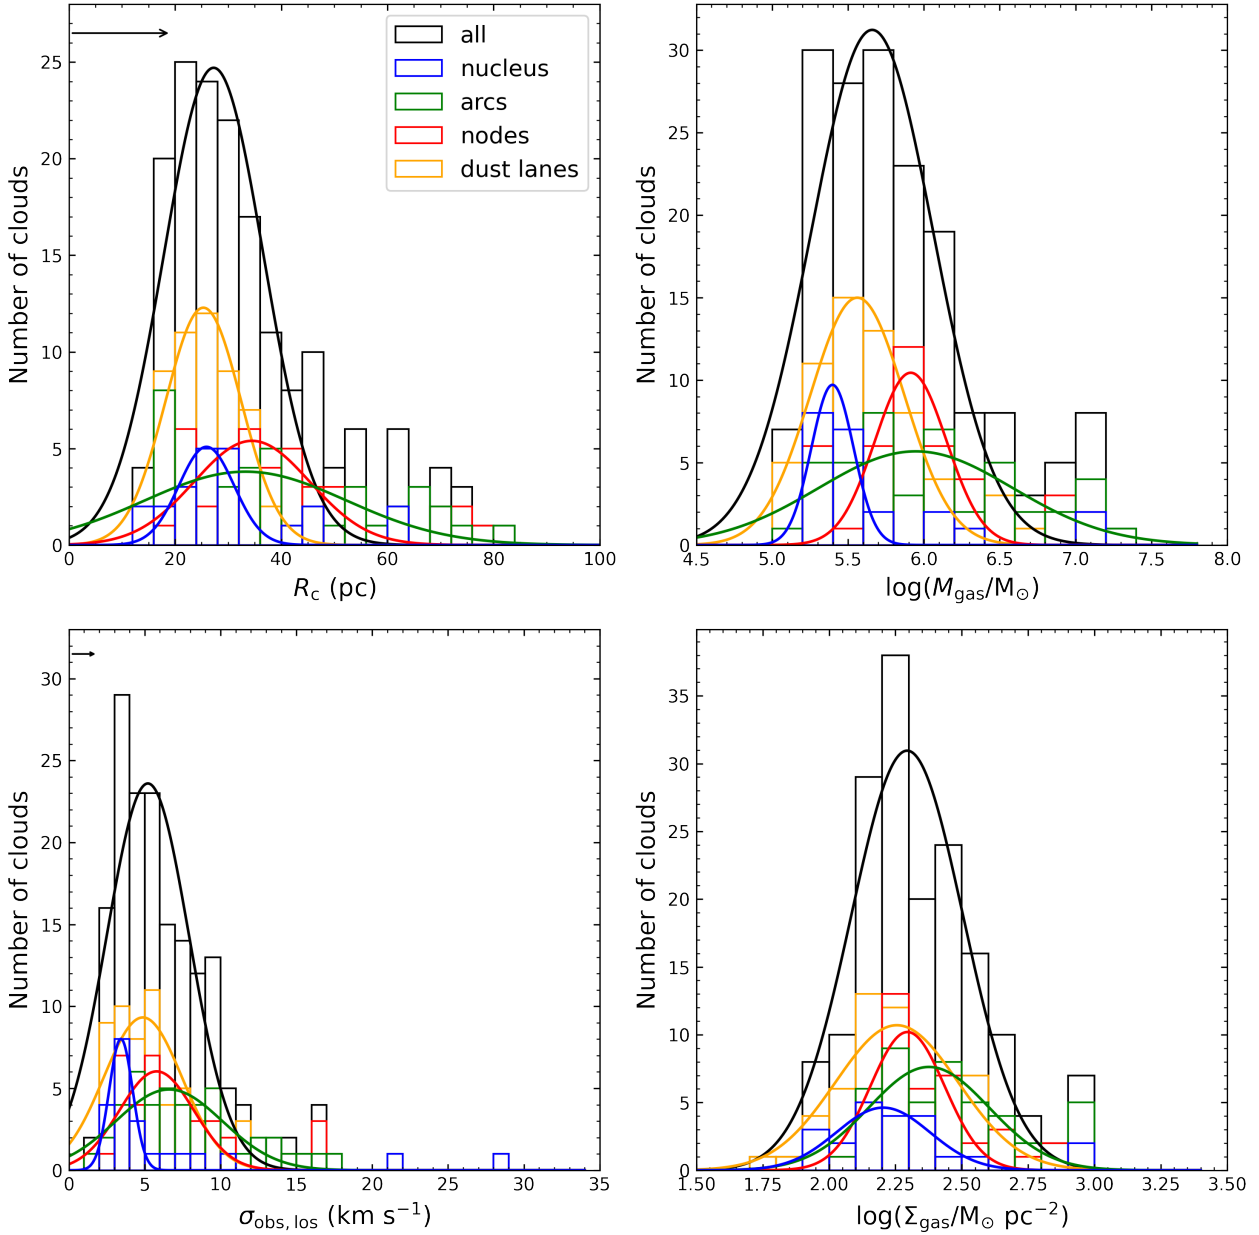 25
20
15
10
5
0
Number of clouds
all
nucleus
arcs
nodes
dust lanes
0 20 40 60 80 100
R_c (pc)
30
25
20
15
10
5
0
Number of clouds
4.5 5.0 5.5 6.0 6.5 7.0 7.5 8.0
log(M_gas/M_⊙)
30
25
20
15
10
5
0
Number of clouds
0 5 10 15 20 25 30 35
σ_obs, los (km s⁻¹)
35
30
25
20
15
10
5
0
Number of clouds
1.50 1.75 2.00 2.25 2.50 2.75 3.00 3.25 3.50
log(Σ_gas/M_⊙ pc⁻²)